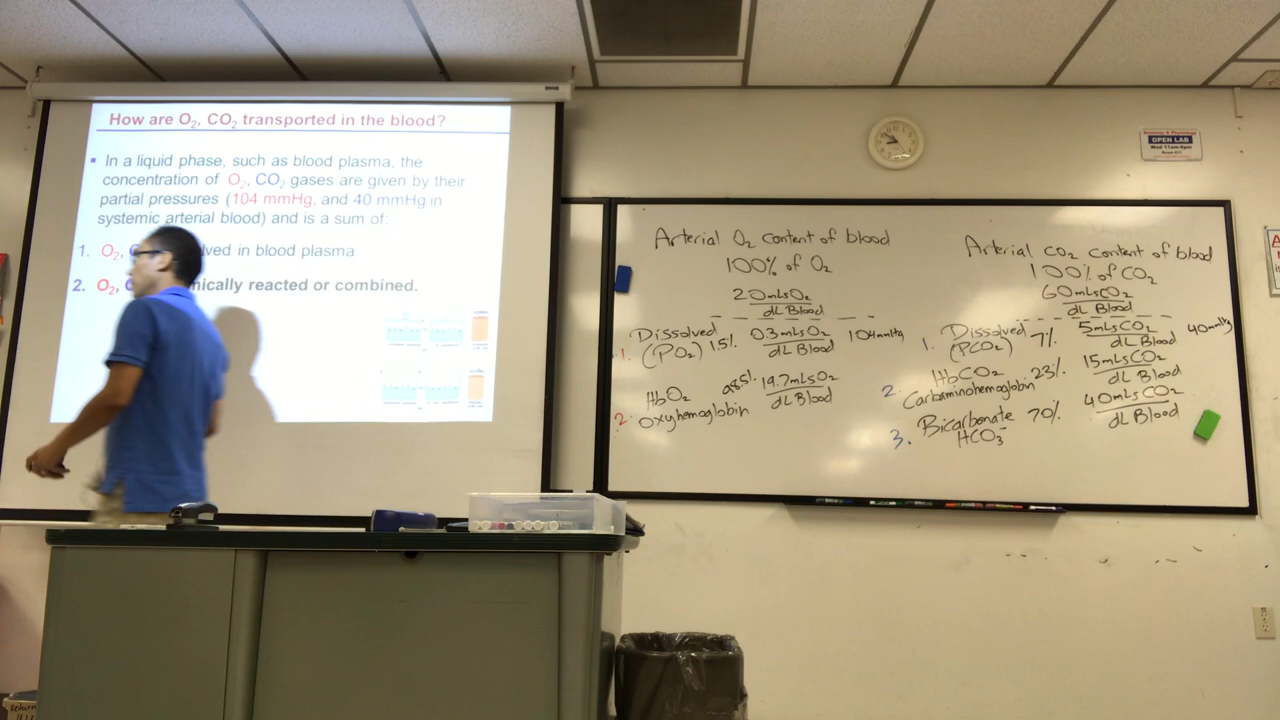 How are O₂, CO₂ transported in the blood?
▪ In a liquid phase, such as blood plasma, the
concentration of O₂, CO₂ gases are given by their
partial pressures (104 mmHg, and 40 mmHg in
systemic arterial blood) and is a sum of:
1. O₂, lved in blood plasma
2. O₂, mically reacted or combined.
Arterial O₂ content of blood
100% of O₂
20mLsO₂
dL Blood
1. Dissolved (PO₂) 1.5% 0.3mLsO₂ 104mmHg
dL Blood
2. HbO₂ 98.5% 19.7mLsO₂
oxyhemoglobin dL Blood
Arterial CO₂ content of blood
100% of CO₂
60mLsCO₂
dL Blood
1. Dissolved 7% 5mLsCO₂ 40mmHg
(PCO₂) dL Blood
2. HbCO₂ 23% 15mLsCO₂
Carbaminohemoglobin dL Blood
3. Bicarbonate 70% 40mLsCO₂
HCO₃⁻ dL Blood
Anatomy & Physiology
OPEN LAB
Wed 11am-5pm